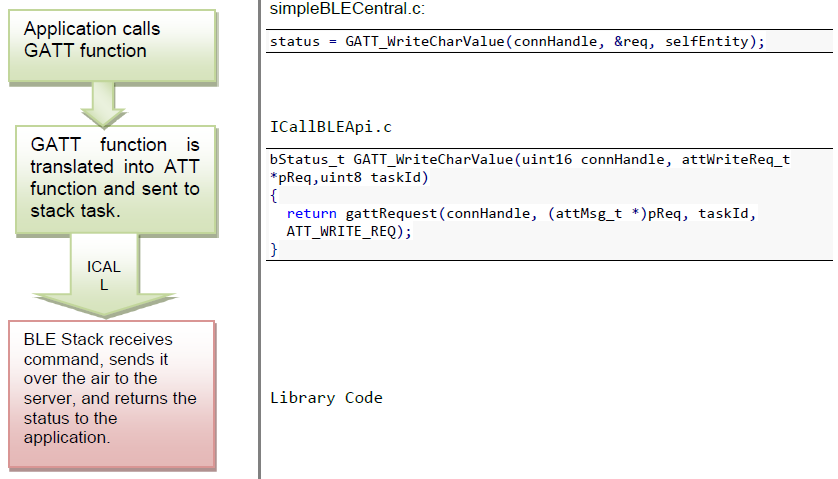 Application calls
GATT function
GATT function is
translated into ATT
function and sent to
stack task.
ICAL
L
BLE Stack receives
command, sends it
over the air to the
server, and returns the
status to the
application.
simpleBLECentral.c:
status = GATT_WriteCharValue(connHandle, &req, selfEntity);
ICallBLEApi.c
bStatus_t GATT_WriteCharValue(uint16 connHandle, attWriteReq_t
*pReq,uint8 taskId)
{
return gattRequest(connHandle, (attMsg_t *)pReq, taskId,
ATT_WRITE_REQ);
}
Library Code